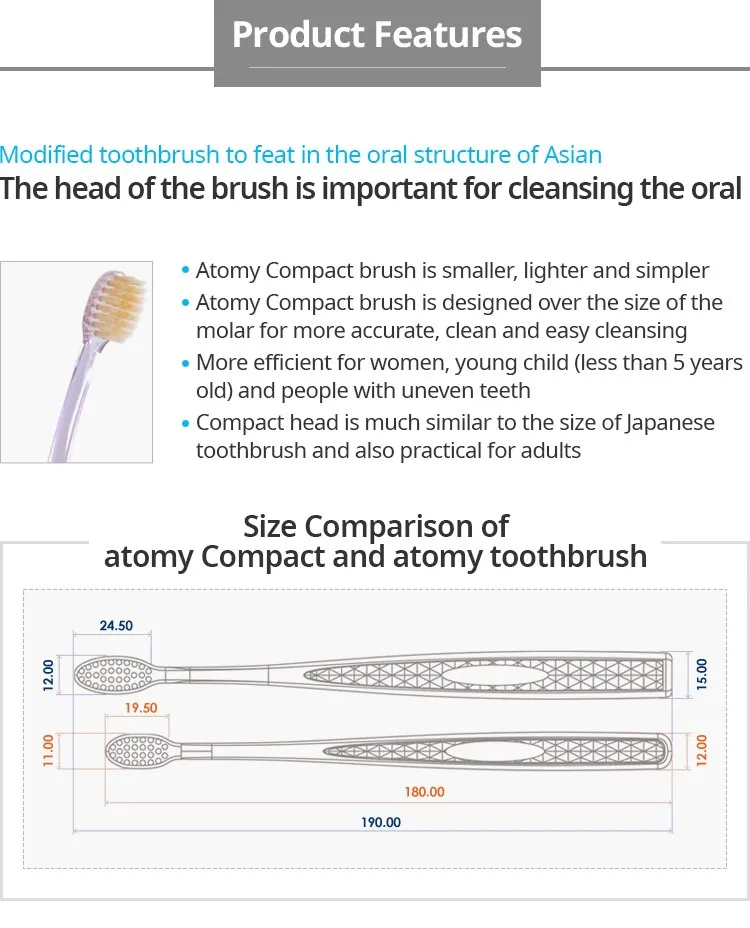 Product Features
Modified toothbrush to feat in the oral structure of Asian
The head of the brush is important for cleansing the oral
• Atomy Compact brush is smaller, lighter and simpler
• Atomy Compact brush is designed over the size of the
molar for more accurate, clean and easy cleansing
• More efficient for women, young child (less than 5 years
old) and people with uneven teeth
• Compact head is much similar to the size of Japanese
toothbrush and also practical for adults
Size Comparison of
atomy Compact and atomy toothbrush
24.50
12.00
15.00
19.50
11.00
12.00
180.00
190.00